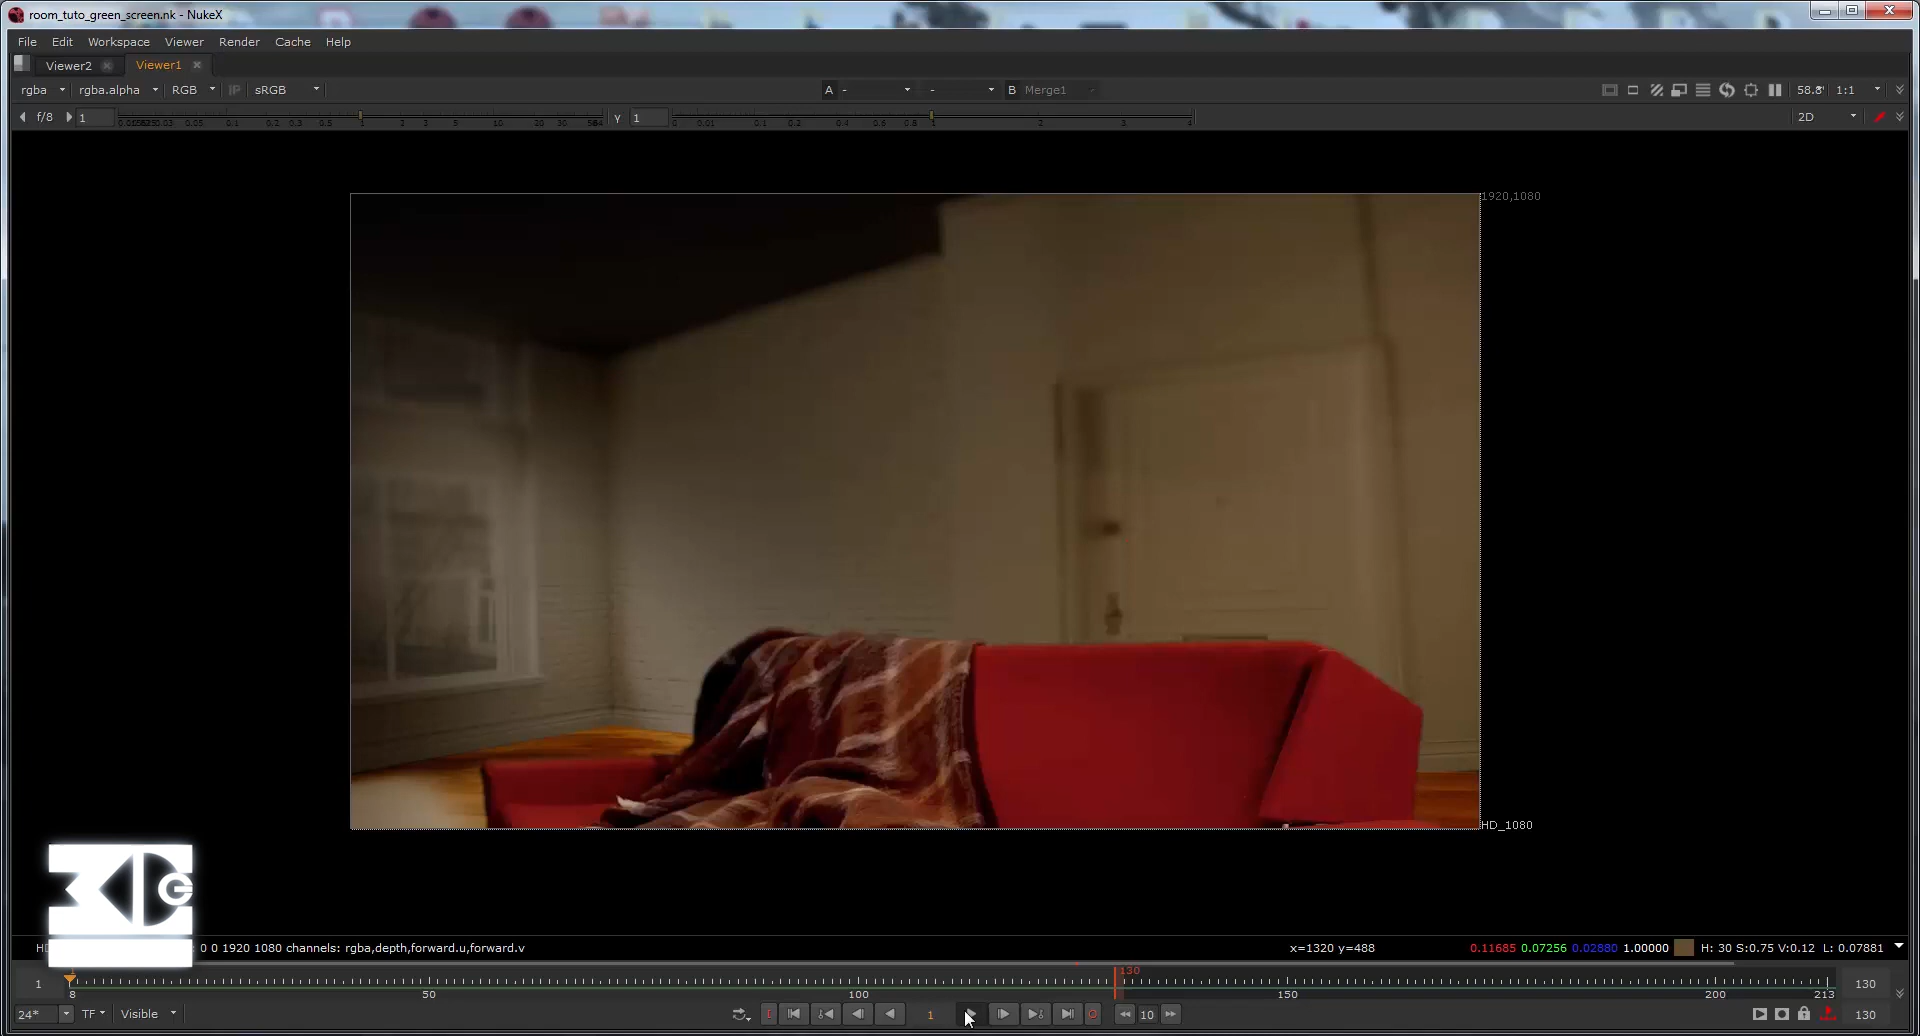 room_tuto_green_screen.nk - NukeX
File Edit Workspace Viewer Render Cache Help
Viewer2 Viewer1
rgba rgba.alpha RGB IP sRGB A - - B Merge1 1:1
f/8 1 Y 1 2D
1920,1080
HD_1080
0 0 1920 1080 channels: rgba,depth,forward.u,forward.v x=1320 y=488 0.11685 0.07256 0.02880 1.00000 H: 30 S:0.75 V:0.12 L: 0.07881
1 1 130 130
8 50 100 150 200 213
24* TF Visible 1 10 130